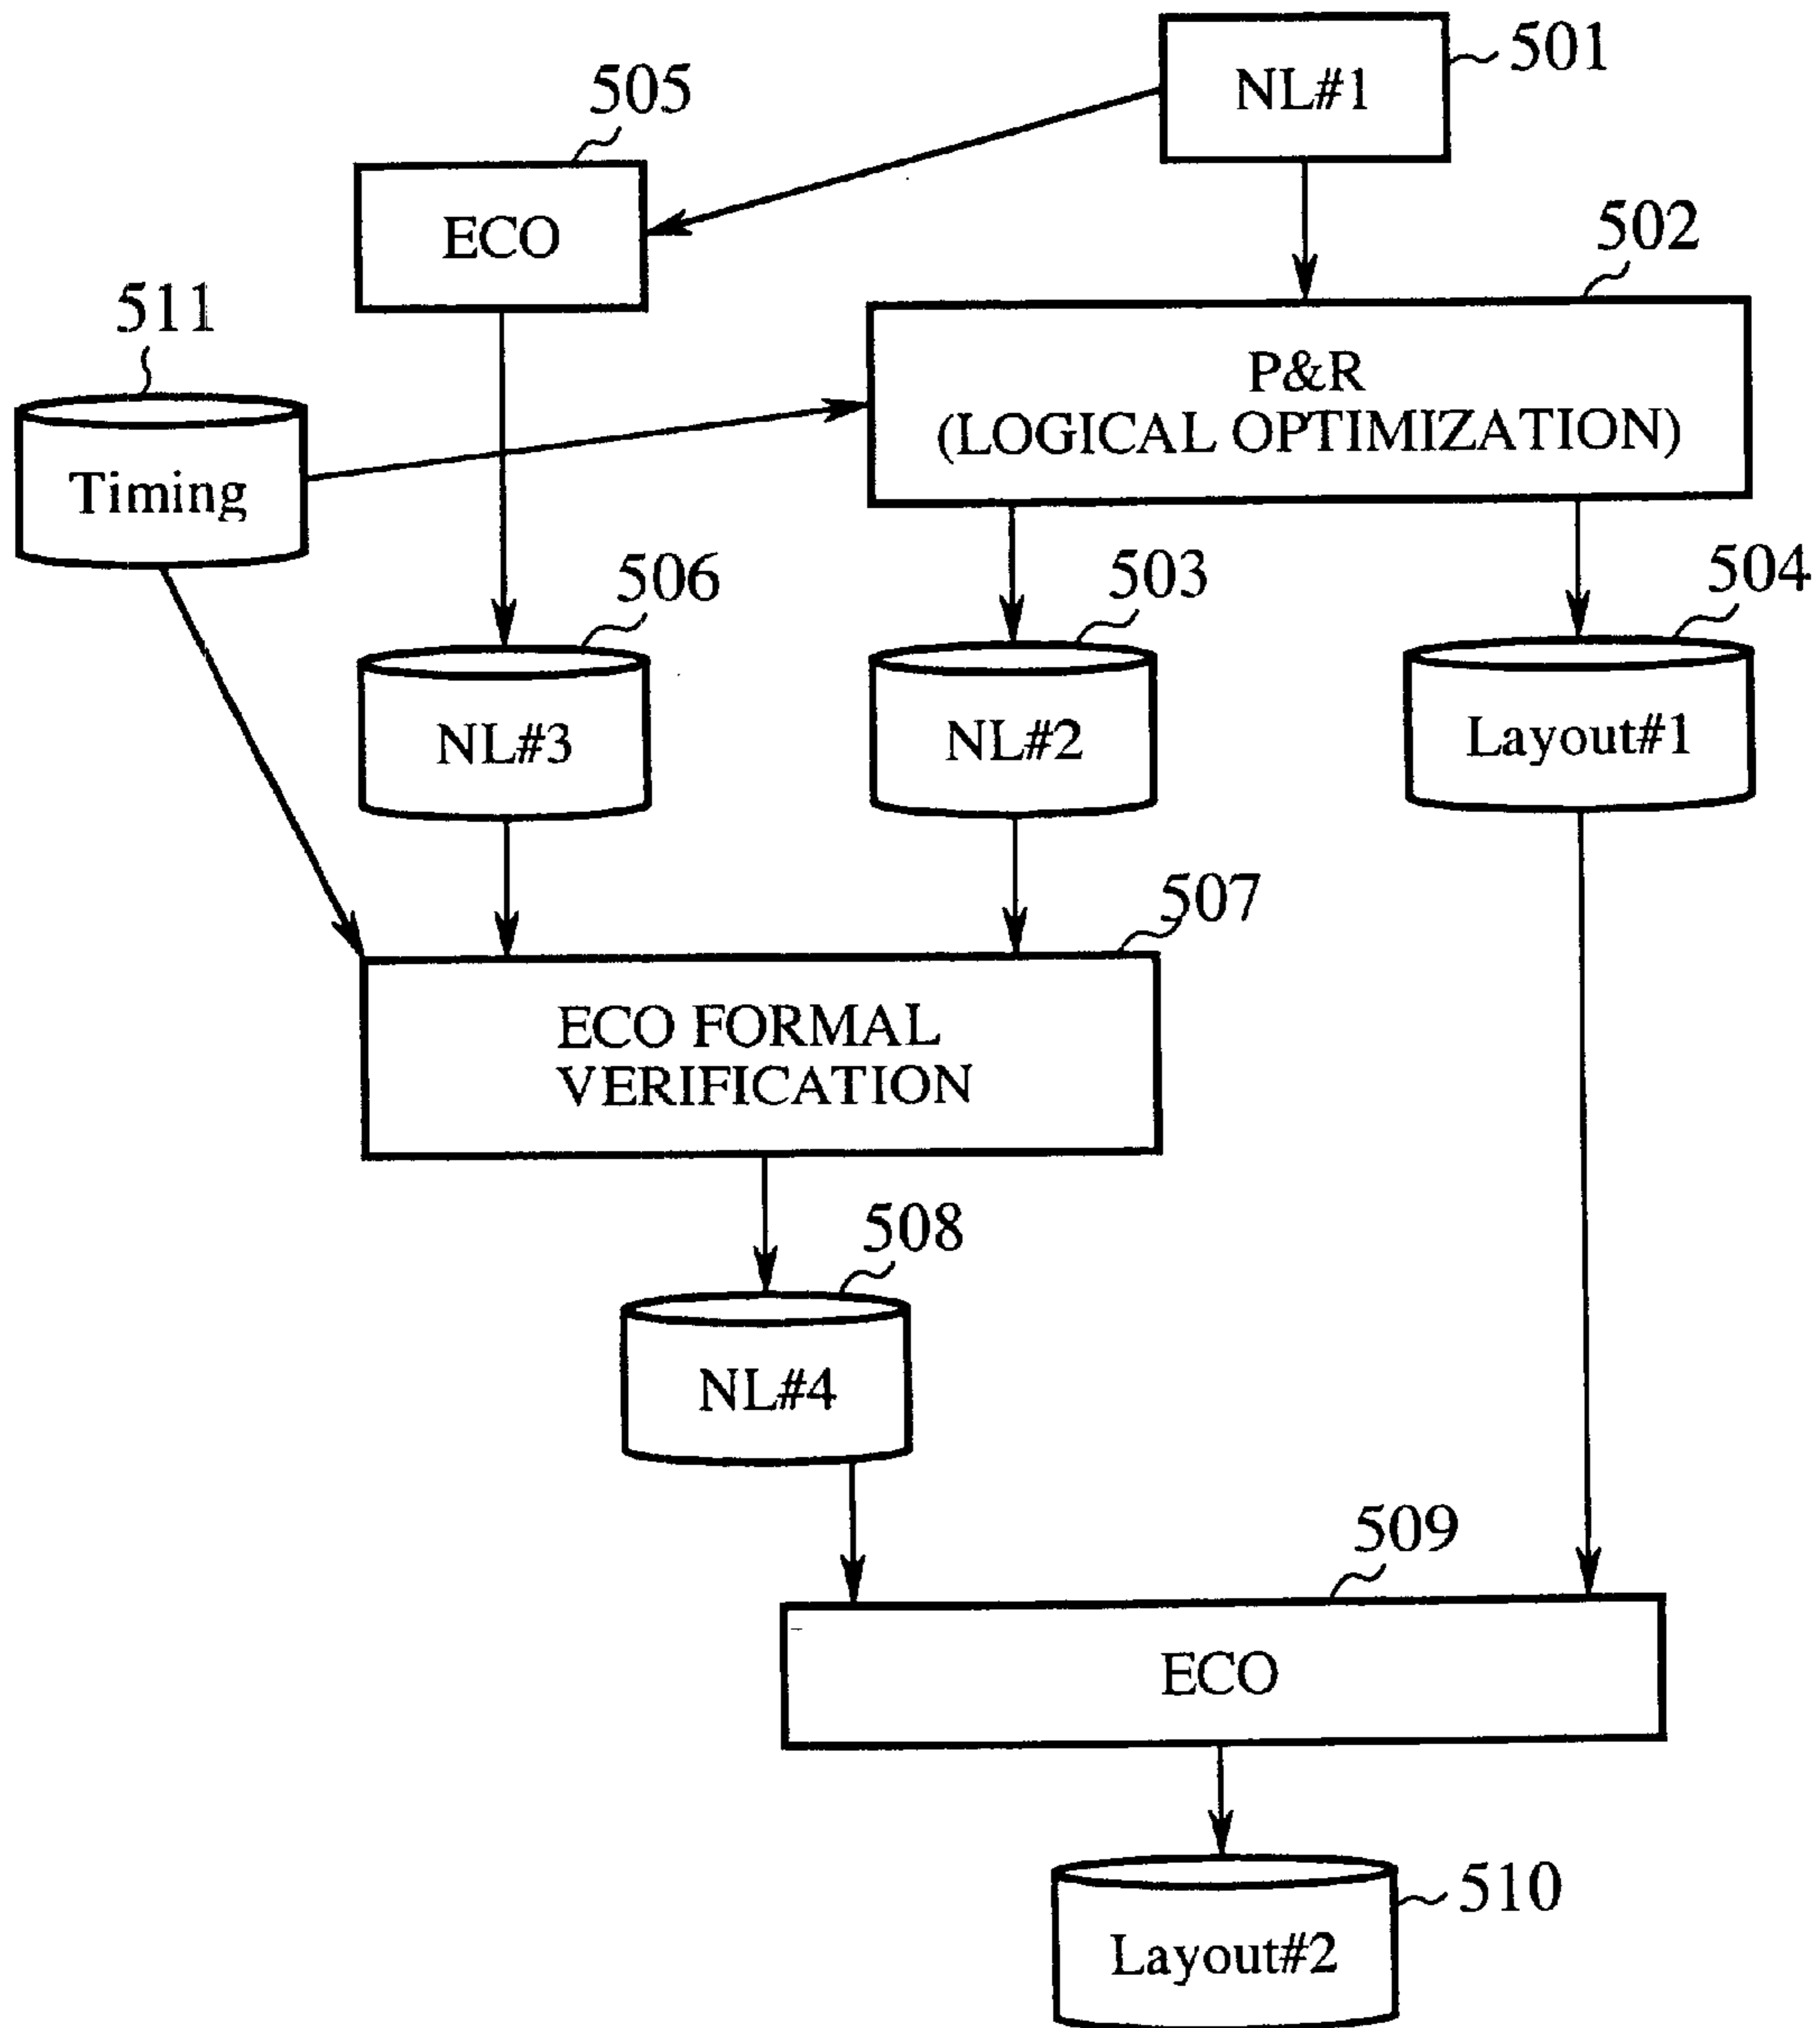 501
NL#1
505
ECO
502
511
P&R
(LOGICAL OPTIMIZATION)
Timing
506
503
504
NL#3
NL#2
Layout#1
507
ECO FORMAL
VERIFICATION
508
NL#4
509
ECO
510
Layout#2